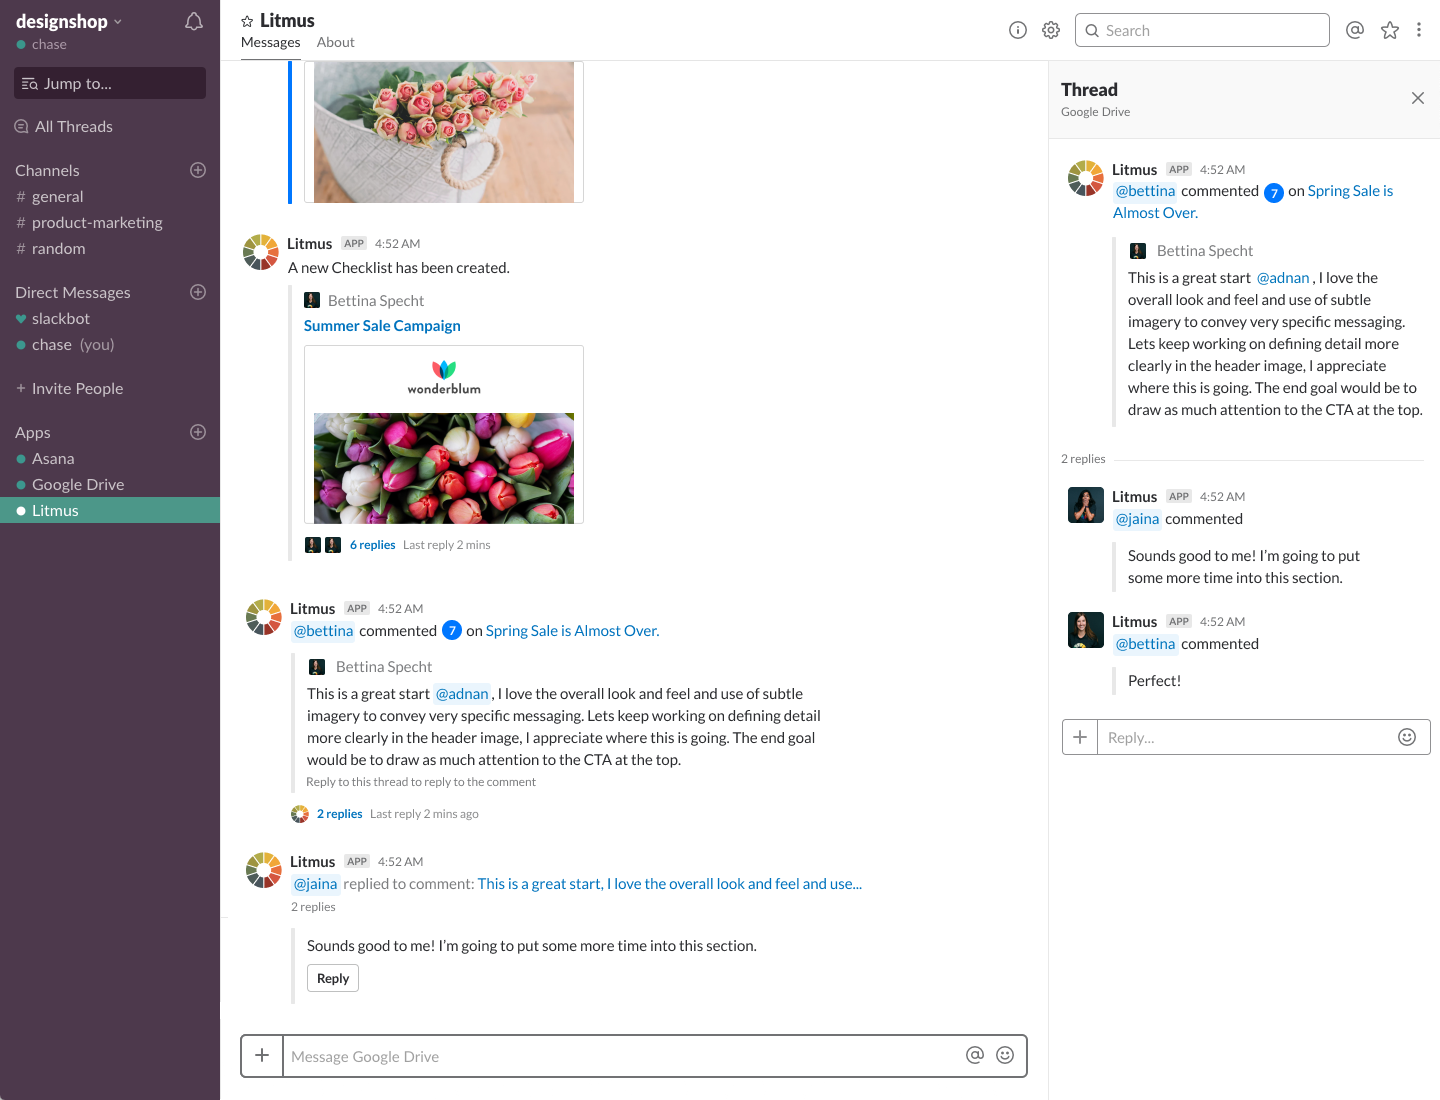 designshop
chase
Jump to...
All Threads
Channels
# general
# product-marketing
# random
Direct Messages
slackbot
chase (you)
+ Invite People
Apps
Asana
Google Drive
Litmus
Litmus
Messages About
Search
Litmus APP 4:52 AM
A new Checklist has been created.
Bettina Specht
Summer Sale Campaign
wonderblum
6 replies Last reply 2 mins
Litmus APP 4:52 AM
@bettina commented 7 on Spring Sale is Almost Over.
Bettina Specht
This is a great start @adnan , I love the overall look and feel and use of subtle
imagery to convey very specific messaging. Lets keep working on defining detail
more clearly in the header image, I appreciate where this is going. The end goal
would be to draw as much attention to the CTA at the top.
Reply to this thread to reply to the comment
2 replies Last reply 2 mins ago
Litmus APP 4:52 AM
@jaina replied to comment: This is a great start, I love the overall look and feel and use...
2 replies
Sounds good to me! I'm going to put some more time into this section.
Reply
+ Message Google Drive @
Thread
Google Drive
Litmus APP 4:52 AM
@bettina commented 7 on Spring Sale is
Almost Over.
Bettina Specht
This is a great start @adnan , I love the
overall look and feel and use of subtle
imagery to convey very specific messaging.
Lets keep working on defining detail more
clearly in the header image, I appreciate
where this is going. The end goal would be to
draw as much attention to the CTA at the top.
2 replies
Litmus APP 4:52 AM
@jaina commented
Sounds good to me! I'm going to put
some more time into this section.
Litmus APP 4:52 AM
@bettina commented
Perfect!
+ Reply...